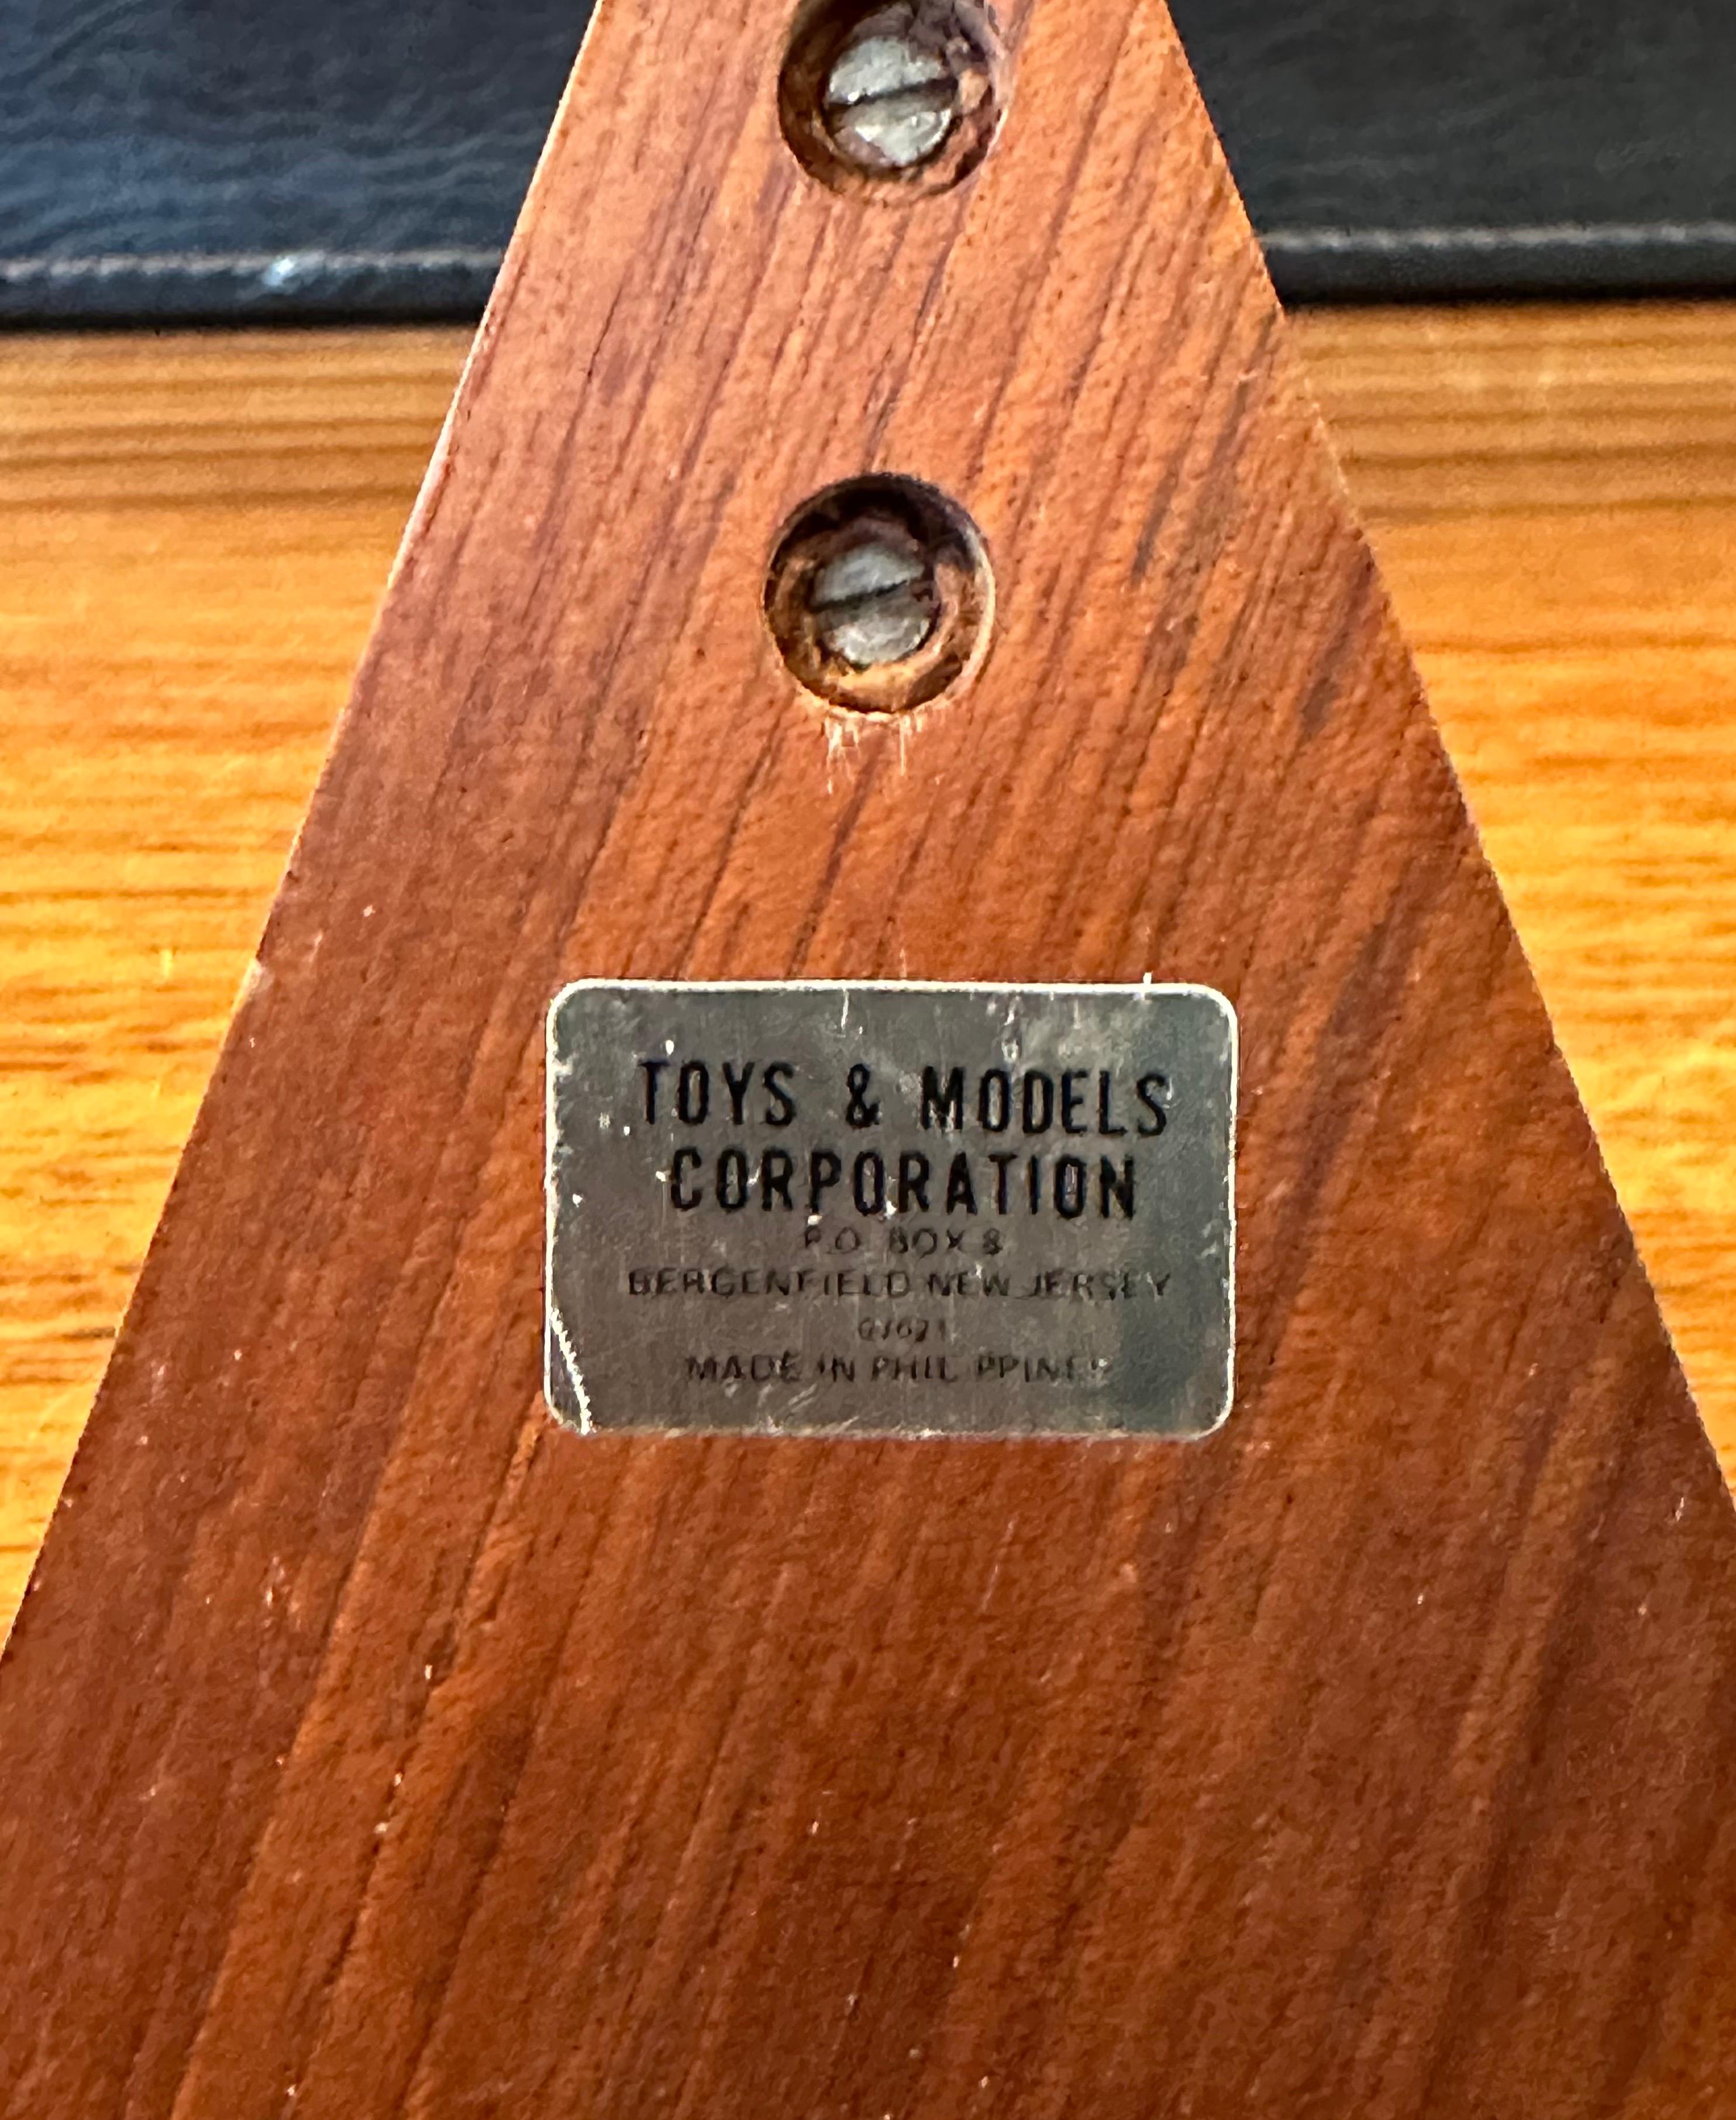 TOYS & MODELS
CORPORATION
P.O. BOX 8
BERGENFIELD NEW JERSEY
07621
MADE IN PHILIPPINES